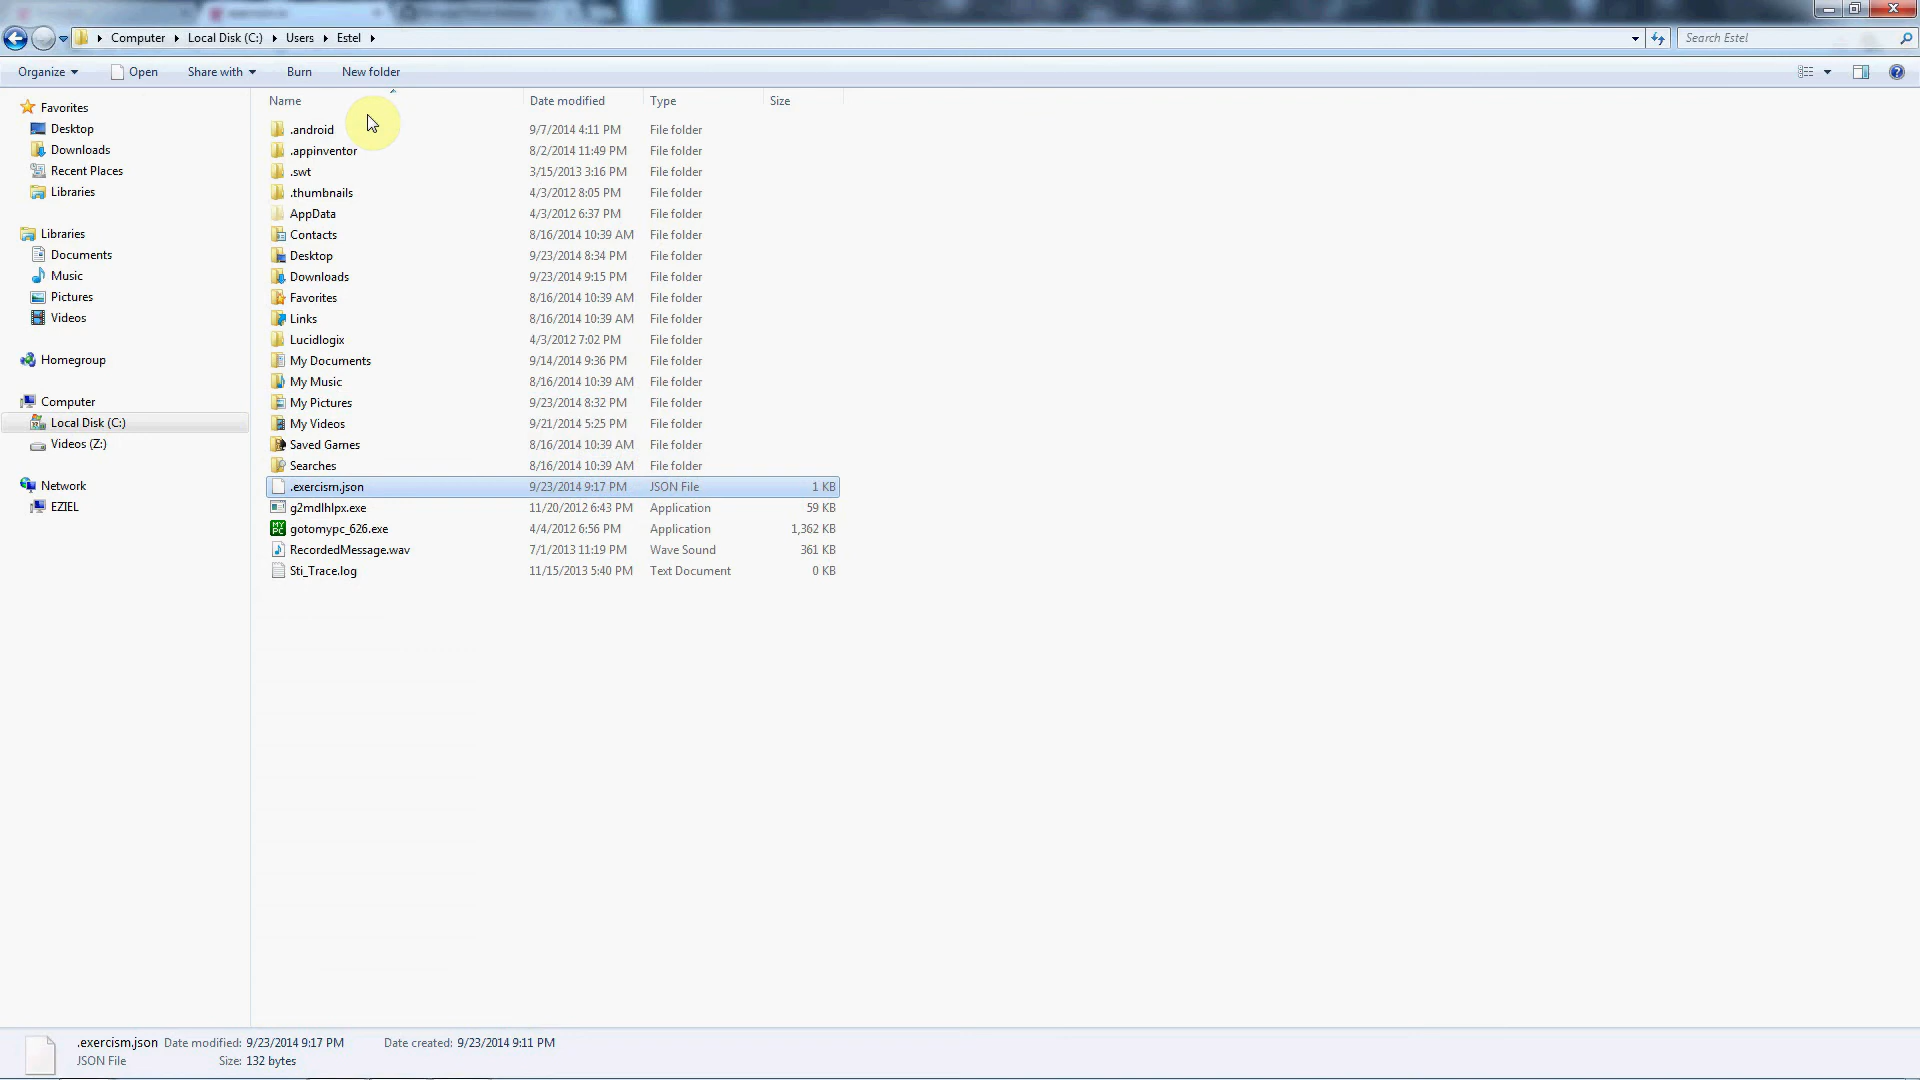 Computer Local Disk (C:) Users Estel
Search Estel
Organize Open Share with Burn New folder
Name Date modified Type Size
Favorites
Desktop
Downloads
Recent Places
Libraries
Libraries
Documents
Music
Pictures
Videos
Homegroup
Computer
Local Disk (C:)
Videos (Z:)
Network
EZIEL
.android 9/7/2014 4:11 PM File folder
.appinventor 8/2/2014 11:49 PM File folder
.swt 3/15/2013 3:16 PM File folder
.thumbnails 4/3/2012 8:05 PM File folder
AppData 4/3/2012 6:37 PM File folder
Contacts 8/16/2014 10:39 AM File folder
Desktop 9/23/2014 8:34 PM File folder
Downloads 9/23/2014 9:15 PM File folder
Favorites 8/16/2014 10:39 AM File folder
Links 8/16/2014 10:39 AM File folder
Lucidlogix 4/3/2012 7:02 PM File folder
My Documents 9/14/2014 9:36 PM File folder
My Music 8/16/2014 10:39 AM File folder
My Pictures 9/23/2014 8:32 PM File folder
My Videos 9/21/2014 5:25 PM File folder
Saved Games 8/16/2014 10:39 AM File folder
Searches 8/16/2014 10:39 AM File folder
.exercism.json 9/23/2014 9:17 PM JSON File 1 KB
g2mdlhlpx.exe 11/20/2012 6:43 PM Application 59 KB
gotomypc_626.exe 4/4/2012 6:56 PM Application 1,362 KB
RecordedMessage.wav 7/1/2013 11:19 PM Wave Sound 361 KB
Sti_Trace.log 11/15/2013 5:40 PM Text Document 0 KB
.exercism.json Date modified: 9/23/2014 9:17 PM Date created: 9/23/2014 9:11 PM
JSON File Size: 132 bytes